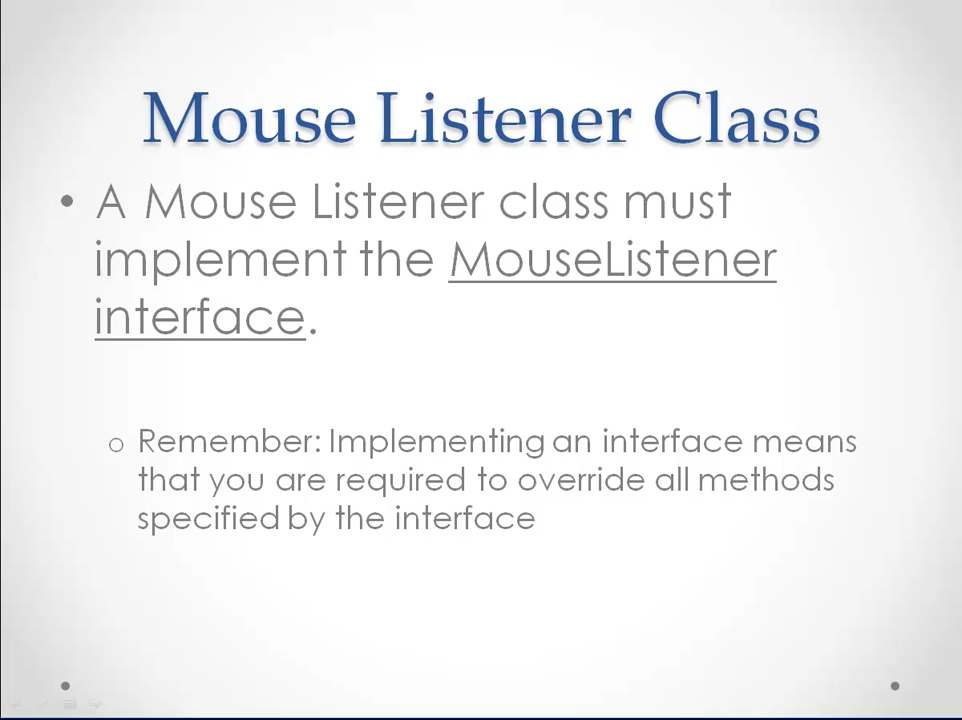 Mouse Listener Class
• A Mouse Listener class must
implement the MouseListener
interface.
o Remember: Implementing an interface means
that you are required to override all methods
specified by the interface